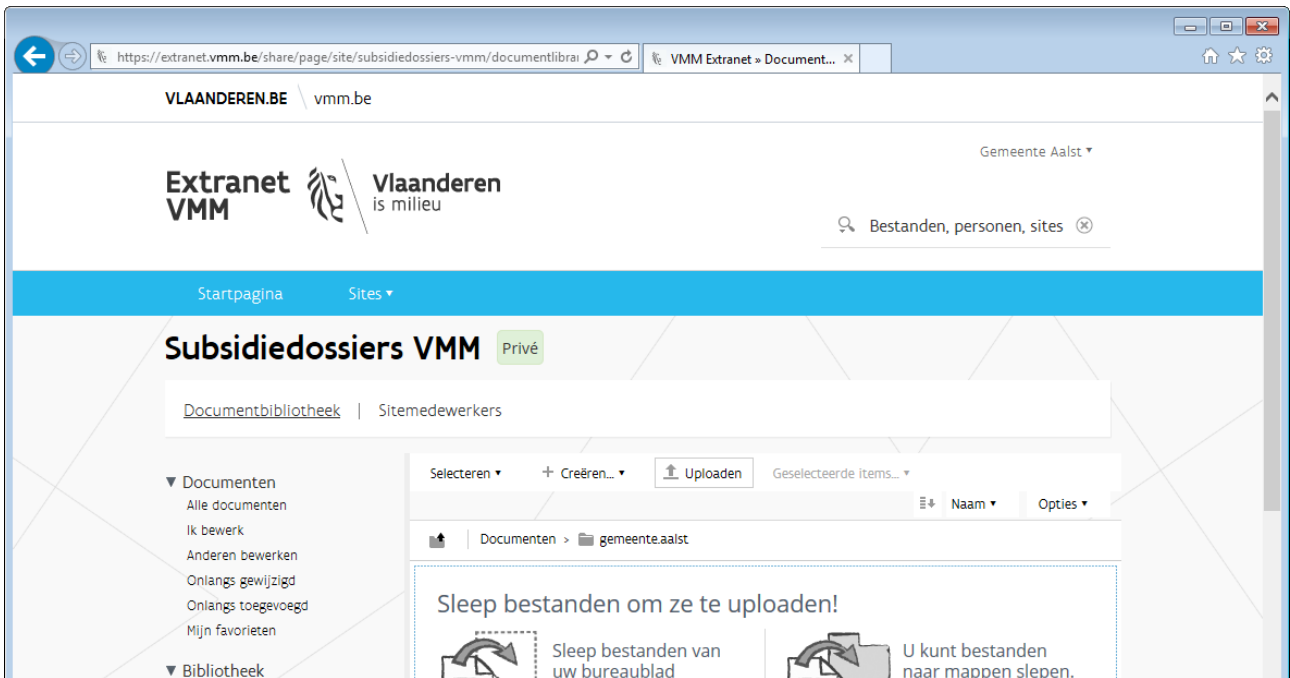 https://extranet.vmm.be/share/page/site/subsidiedossiers-vmm/documentlibrar
VMM Extranet » Document...
VLAANDEREN.BE vmm.be
Gemeente Aalst
Extranet VMM
Vlaanderen
is milieu
Bestanden, personen, sites
Startpagina Sites
Subsidiedossiers VMM Privé
Documentbibliotheek | Sitemedewerkers
Selecteren + Creëren... Uploaden Geselecteerde items...
Naam Opties
Documenten > gemeente.aalst
Documenten
Alle documenten
Ik bewerk
Anderen bewerken
Onlangs gewijzigd
Onlangs toegevoegd
Mijn favorieten
Bibliotheek
Sleep bestanden om ze te uploaden!
Sleep bestanden van
uw bureaublad
U kunt bestanden
naar mappen slepen.